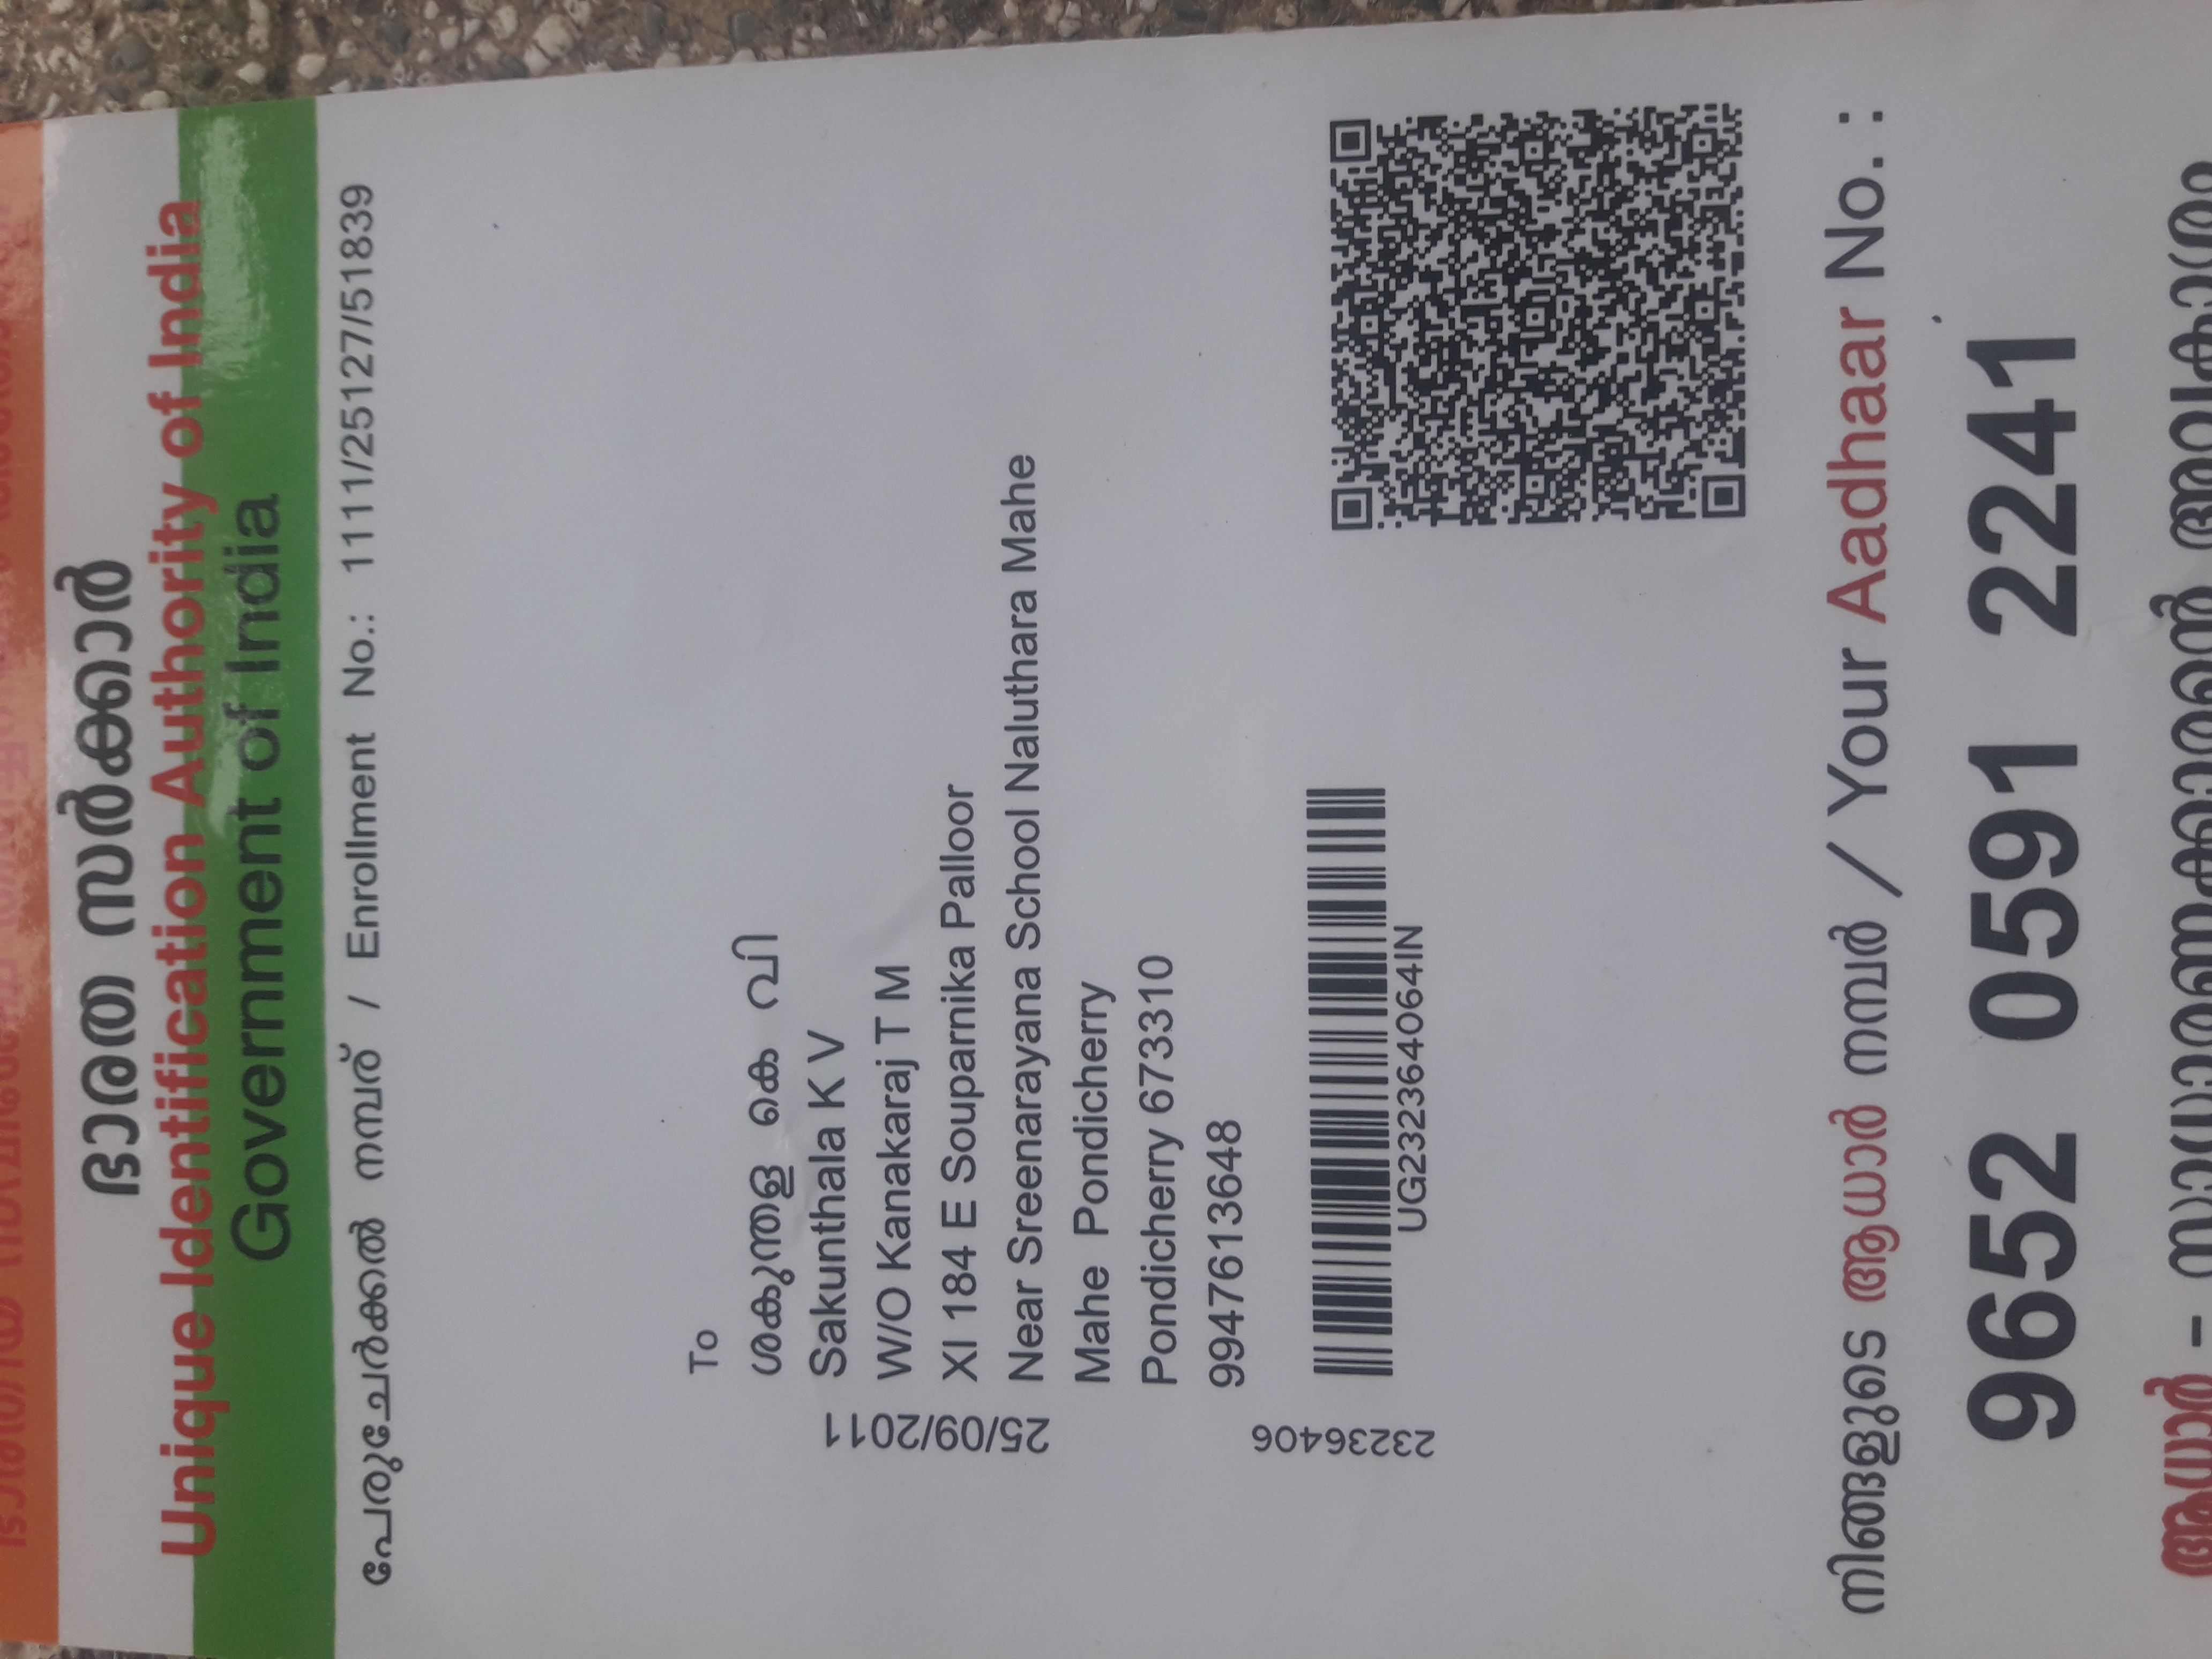 ഭാരത സർക്കാർ
Unique Identification Authority of India
Government of India
പേരുചേർക്കൽ നമ്പര് / Enrollment No.: 1111/25127/51839
To
ശകുന്തള കെ വി
Sakunthala K V
W/O Kanakaraj T M
XI 184 E Souparnika Palloor
Near Sreenarayana School Naluthara Mahe
Mahe Pondicherry
Pondicherry 673310
9947613648
25/09/2011
23236406
UG232364064IN
നിങ്ങളുടെ ആധാർ നമ്പർ / Your Aadhaar No. :
9652 0591 2241
ആധാർ – സാധാരണക്കാരന്റെ അവകാശം